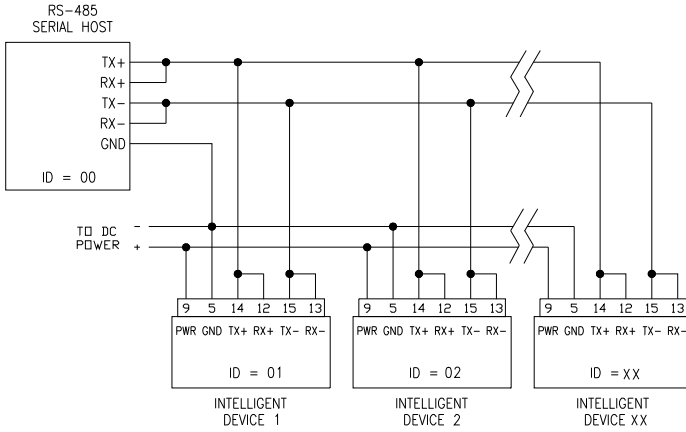 RS-485
SERIAL HOST
TX+
RX+
TX-
RX-
GND
ID = 00
TO DC -
POWER +
9 5 14 12 15 13
PWR GND TX+ RX+ TX- RX-
ID = 01
INTELLIGENT
DEVICE 1
9 5 14 12 15 13
PWR GND TX+ RX+ TX- RX-
ID = 02
INTELLIGENT
DEVICE 2
9 5 14 12 15 13
PWR GND TX+ RX+ TX- RX-
ID = XX
INTELLIGENT
DEVICE XX